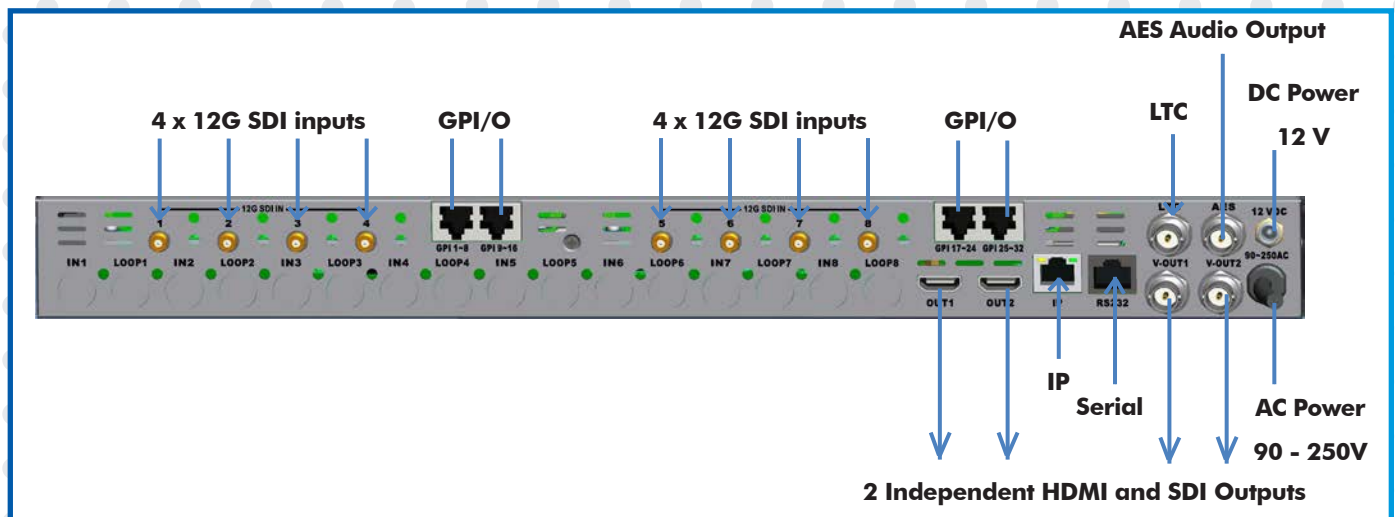 AES Audio Output
DC Power
12 V
4 x 12G SDI inputs
GPI/O
4 x 12G SDI inputs
GPI/O
LTC
12G SDI IN
1 2 3 4
GPI 1~8 GPI 9~16
12G SDI IN
5 6 7 8
GPI 17~24 GPI 25~32
AES
12 VDC
IN1 LOOP1 IN2 LOOP2 IN3 LOOP3 IN4 LOOP4 IN5 LOOP5 IN6 LOOP6 IN7 LOOP7 IN8 LOOP8
V-OUT1 V-OUT2 90~250AC
OUT1 OUT2 IP RS232
IP
Serial
AC Power
90 - 250V
2 Independent HDMI and SDI Outputs